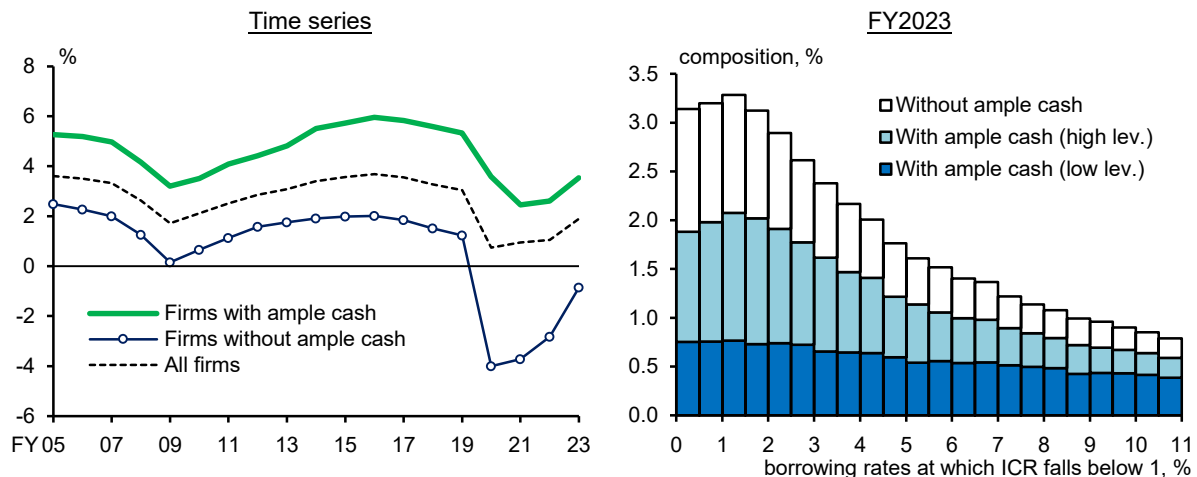 Time series
%
8
6
4
2
0
-2
-4
-6
Firms with ample cash
Firms without ample cash
All firms
FY 05 07 09 11 13 15 17 19 21 23
FY2023
composition, %
3.5
3.0
2.5
2.0
1.5
1.0
0.5
0.0
Without ample cash
With ample cash (high lev.)
With ample cash (low lev.)
0 1 2 3 4 5 6 7 8 9 10 11
borrowing rates at which ICR falls below 1, %